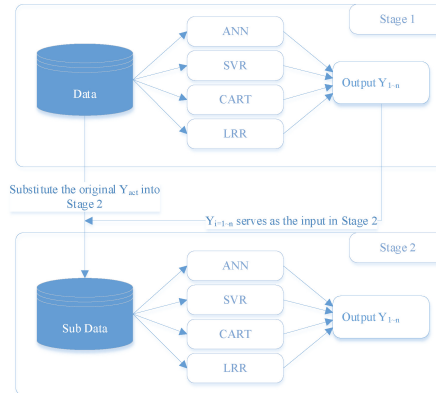 Stage 1
ANN
SVR
CART
LRR
Data
Output Y1-n
Substitute the original Yact into
Stage 2
Yi=1-n serves as the input in Stage 2
Stage 2
ANN
SVR
CART
LRR
Sub Data
Output Y1-n